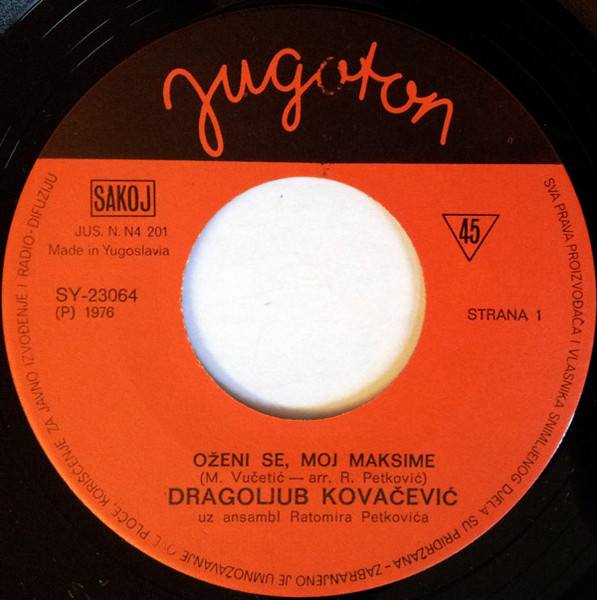 jugoton
SAKOJ
JUS. N. N4 201
Made in Yugoslavia
45
SY-23064
(P) 1976
STRANA 1
OŽENI SE, MOJ MAKSIME
(M. Vučetić — arr. R. Petković)
DRAGOLJUB KOVAČEVIĆ
uz ansambl Ratomira Petkovića
SVA PRAVA PROIZVOĐAČA I VLASNIKA SNIMLJENOG DJELA SU PRIDRŽANA - ZABRANJENO JE UMNOŽAVANJE PLOČE, KORIŠĆENJE ZA JAVNO IZVOĐENJE I RADIO-DIFUZIJU